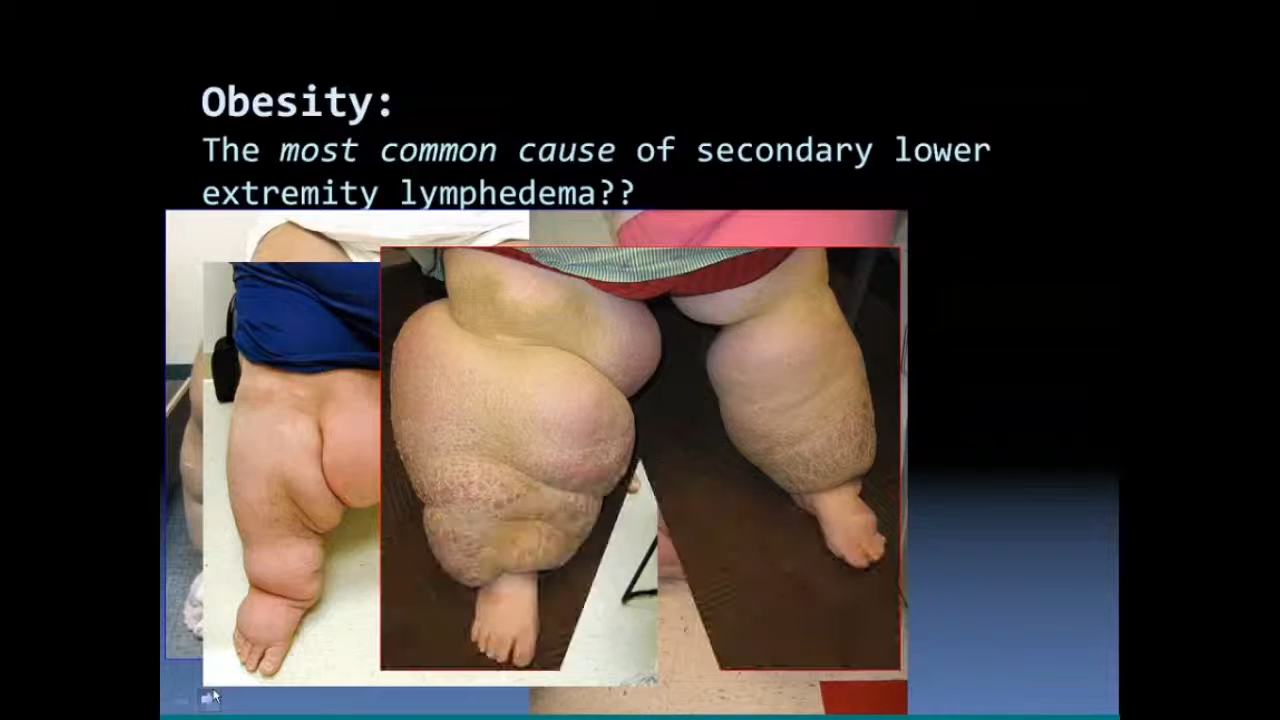 Obesity:
The most common cause of secondary lower
extremity lymphedema??